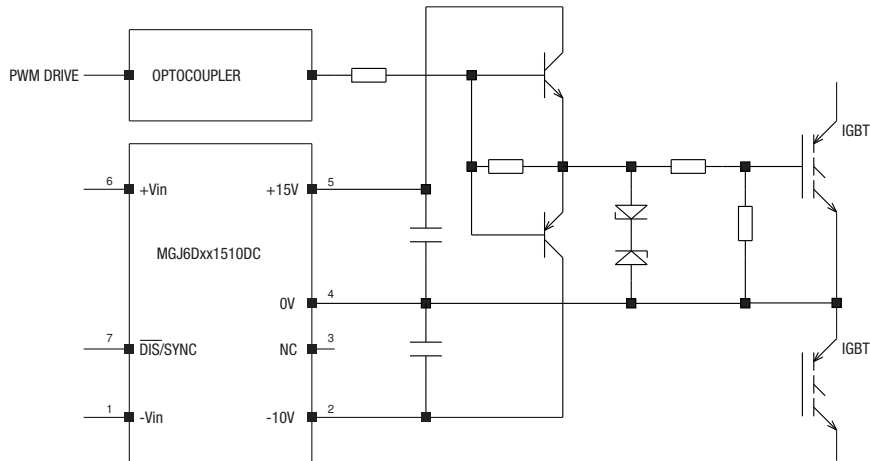 PWM DRIVE
OPTOCOUPLER
IGBT
6
+Vin
+15V
5
MGJ6Dxx1510DC
0V
4
7
DIS/SYNC
NC
3
IGBT
1
-Vin
-10V
2